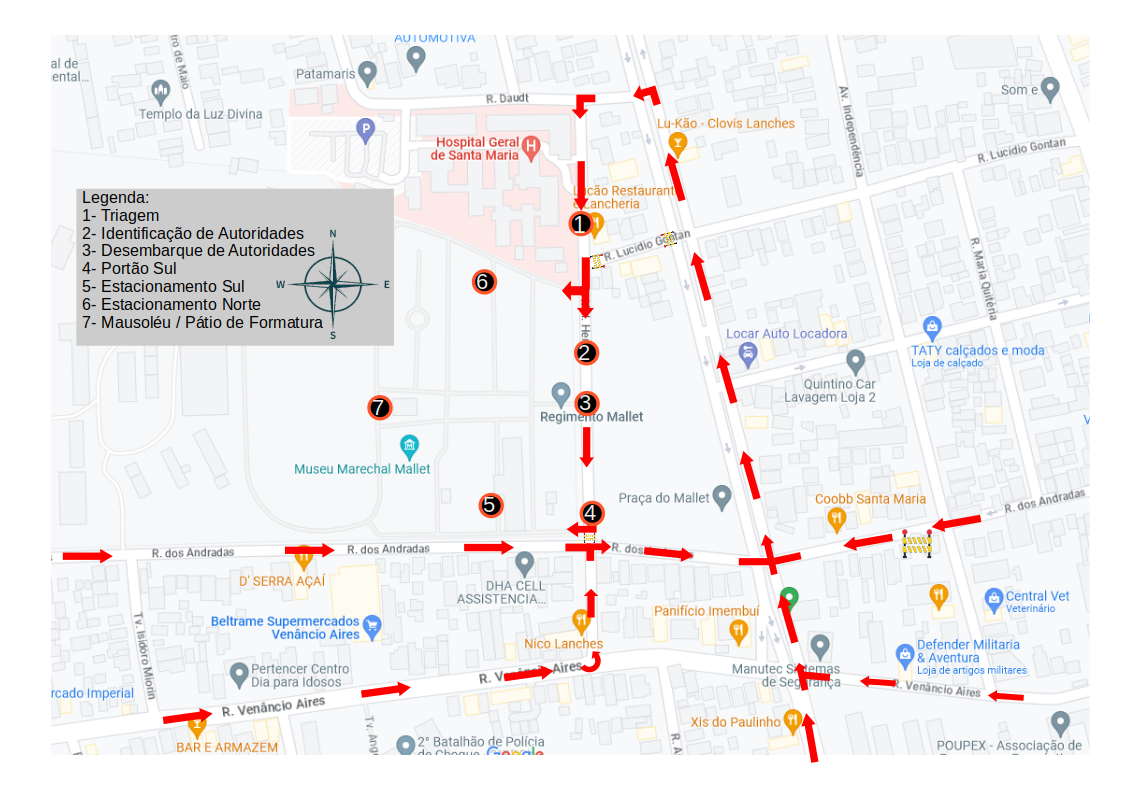 AUTOMOTIVA
al de
ental...
ro de Maio
Patamaris
Templo da Luz Divina
R. Daudt
Som e
P
Lu-Kão - Clovis Lanches
Av. Independência
Hospital Geral
de Santa Maria
H
R. Lucídio Gontan
Legenda:
1- Triagem
2- Identificação de Autoridades
3- Desembarque de Autoridades
4- Portão Sul
5- Estacionamento Sul
6- Estacionamento Norte
7- Mausoléu / Pátio de Formatura
N
W
E
S
Restaurant
Lancheria
1
R. Lucídio Gontan
R. Maria Quitéria
6
He
Locar Auto Locadora
TATY calçados e moda
Loja de calçado
2
Quintino Car
Lavagem Loja 2
3
7
Regimento Mallet
V
Museu Marechal Mallet
Praça do Mallet
Coobb Santa Maria
5
4
R. dos Andradas
R. dos Andradas
R. dos Andradas
R. dos Andradas
D' SERRA AÇAÍ
DHA CELL
ASSISTENCIA...
Central Vet
Veterinário
Tv. Isidoro Miorin
Beltrame Supermercados
Venâncio Aires
Panifício Imembuí
Nico Lanches
Defender Militaria
& Aventura
Loja de artigos militares
Pertencer Centro
Dia para Idosos
R. Venâncio Aires
Manutec Sistemas
de Segurança
rcado Imperial
R. Venâncio Aires
R. Venâncio Aires
Tv. Ang
R. A
Xis do Paulinho
BAR E ARMAZEM
2° Batalhão de Polícia
de Choque
Google
POUPEX - Associação de